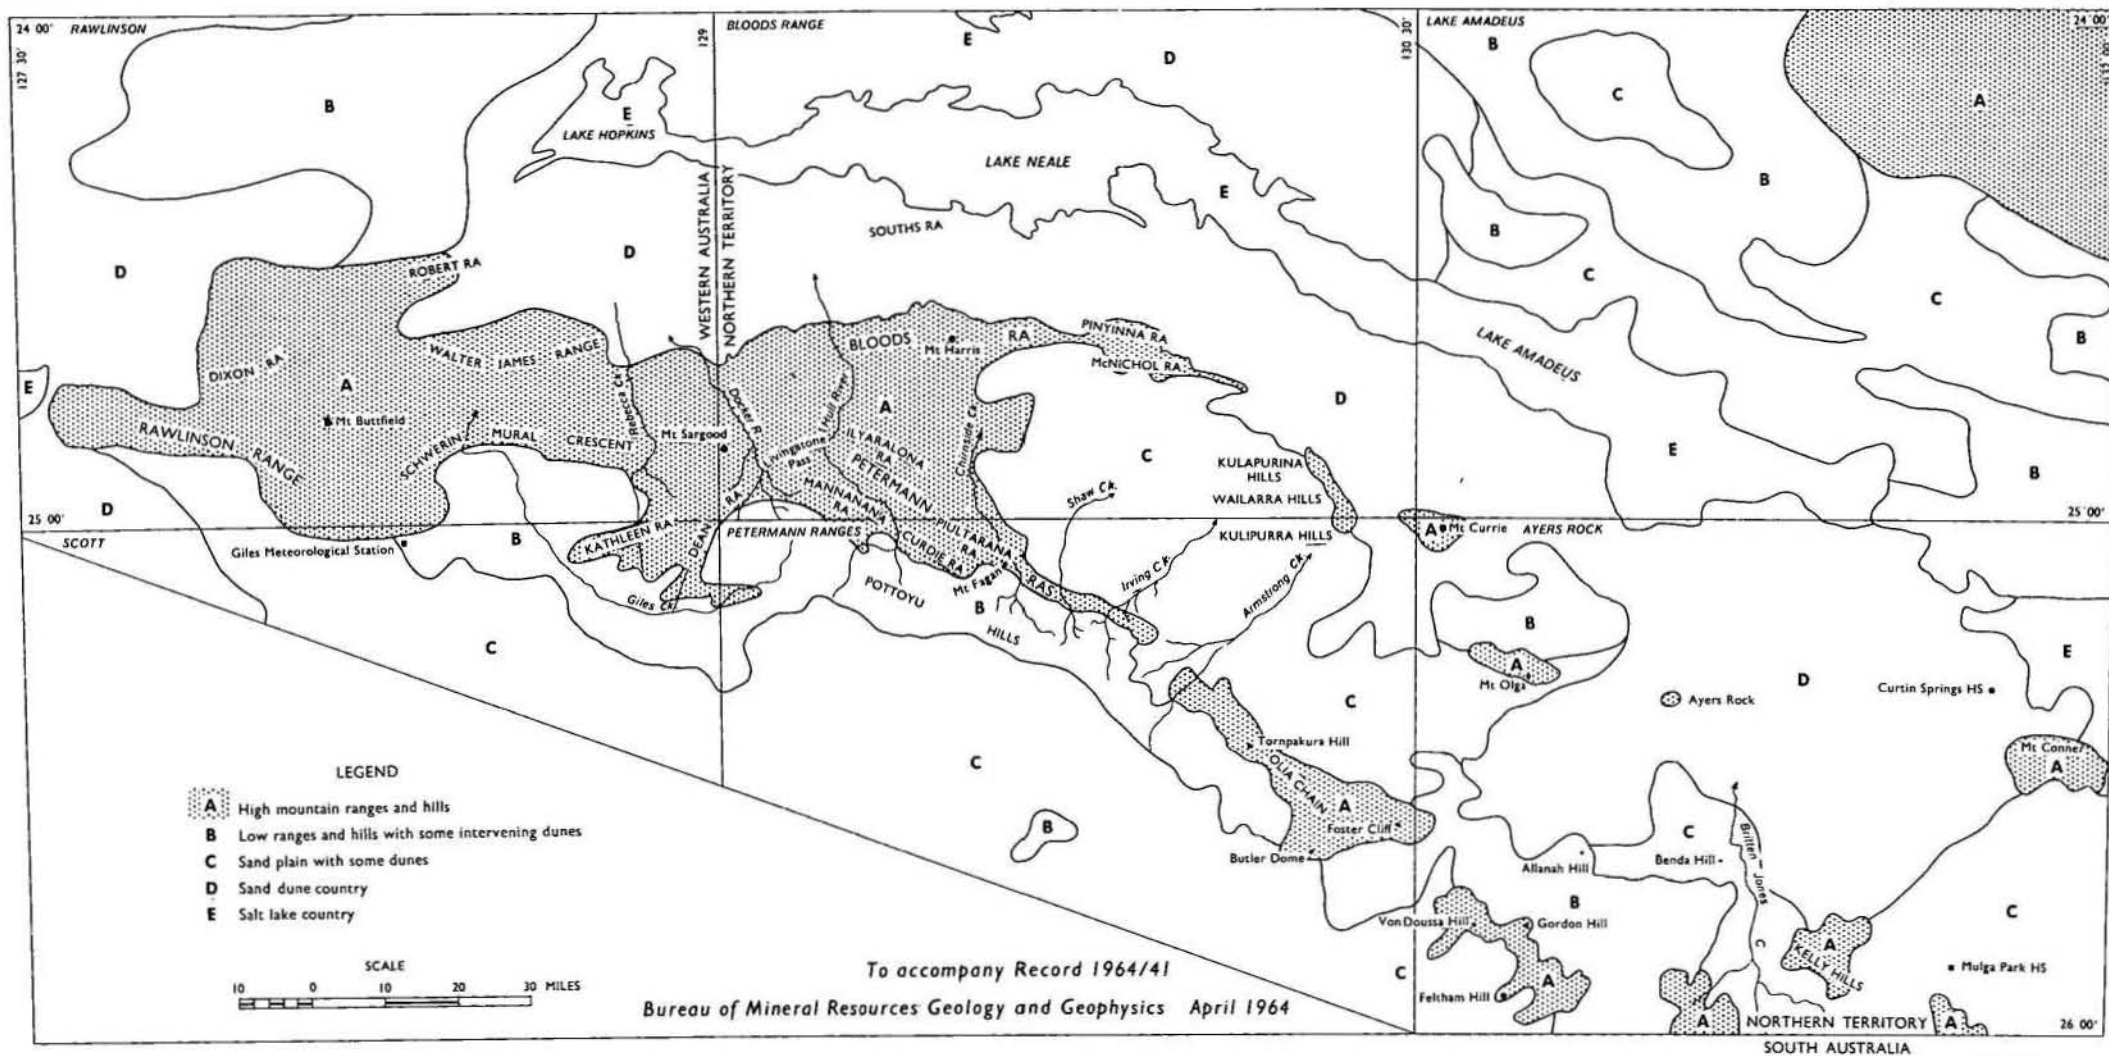 24 00'
RAWLINSON
129
BLOODS RANGE
130 30'
LAKE AMADEUS
24 00'
127 30'
B
E
D
B
C
A
E
LAKE HOPKINS
LAKE NEALE
E
B
B
WESTERN AUSTRALIA
NORTHERN TERRITORY
SOUTHS RA
D
D
ROBERT RA
C
C
B
BLOODS RA
Mt Harris
PINYINNA RA
McNICHOL RA
LAKE AMADEUS
WALTER JAMES RANGE
DIXON RA
E
A
Mt Buttfield
Rebecca Ck
Docker R
Hull River
A
D
RAWLINSON RANGE
SCHWERIN MURAL CRESCENT
Mt Sargood
Livingstone Pass
ILYARALONA RA
Churnside Ck.
C
KULAPURINA HILLS
E
B
PETERMANN
MANNANANA RA
Shaw Ck.
WAILARRA HILLS
D
25 00'
SCOTT
Giles Meteorological Station
B
KATHLEEN RA
DEAN RA
PETERMANN RANGES
CURDIE RA
PIULTARANA RA
RAS
KULIPURRA HILLS
A
Mt Currie
AYERS ROCK
25 00'
Giles Ck.
POTTOYU HILLS
Mt Fagan
B
Irving Ck.
Armstrong Ck.
B
C
A
Mt Olga
C
Ayers Rock
D
Curtin Springs HS
E
Tornpakura Hill
C
OLIA CHAIN
A
Foster Cliff
Butler Dome
B
Mt Conner
A
Allanah Hill
C
Benda Hill
Britten - Jones C
B
Von Doussa Hill
Gordon Hill
C
A
KELLY HILLS
C
Feltham Hill
A
Mulga Park HS
A
A
NORTHERN TERRITORY
SOUTH AUSTRALIA
26 00'
LEGEND
A High mountain ranges and hills
B Low ranges and hills with some intervening dunes
C Sand plain with some dunes
D Sand dune country
E Salt lake country
SCALE
10 0 10 20 30 MILES
To accompany Record 1964/41
Bureau of Mineral Resources Geology and Geophysics April 1964